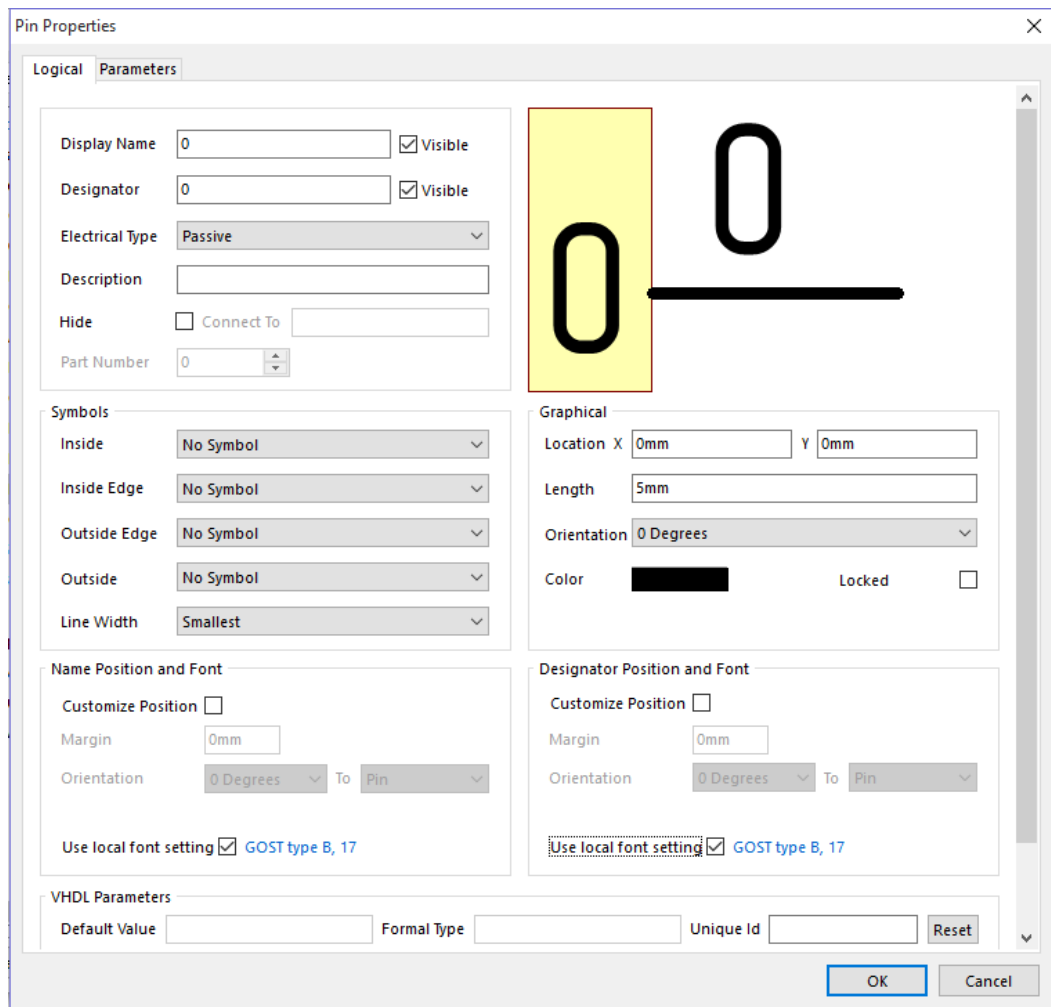 Pin Properties
Logical Parameters
Display Name 0 Visible
Designator 0 Visible
Electrical Type Passive
Description
Hide Connect To
Part Number 0
0
0
Symbols
Inside No Symbol
Inside Edge No Symbol
Outside Edge No Symbol
Outside No Symbol
Line Width Smallest
Graphical
Location X 0mm Y 0mm
Length 5mm
Orientation 0 Degrees
Color Locked
Name Position and Font
Customize Position
Margin 0mm
Orientation 0 Degrees To Pin
Use local font setting GOST type B, 17
Designator Position and Font
Customize Position
Margin 0mm
Orientation 0 Degrees To Pin
Use local font setting GOST type B, 17
VHDL Parameters
Default Value Formal Type Unique Id Reset
OK Cancel